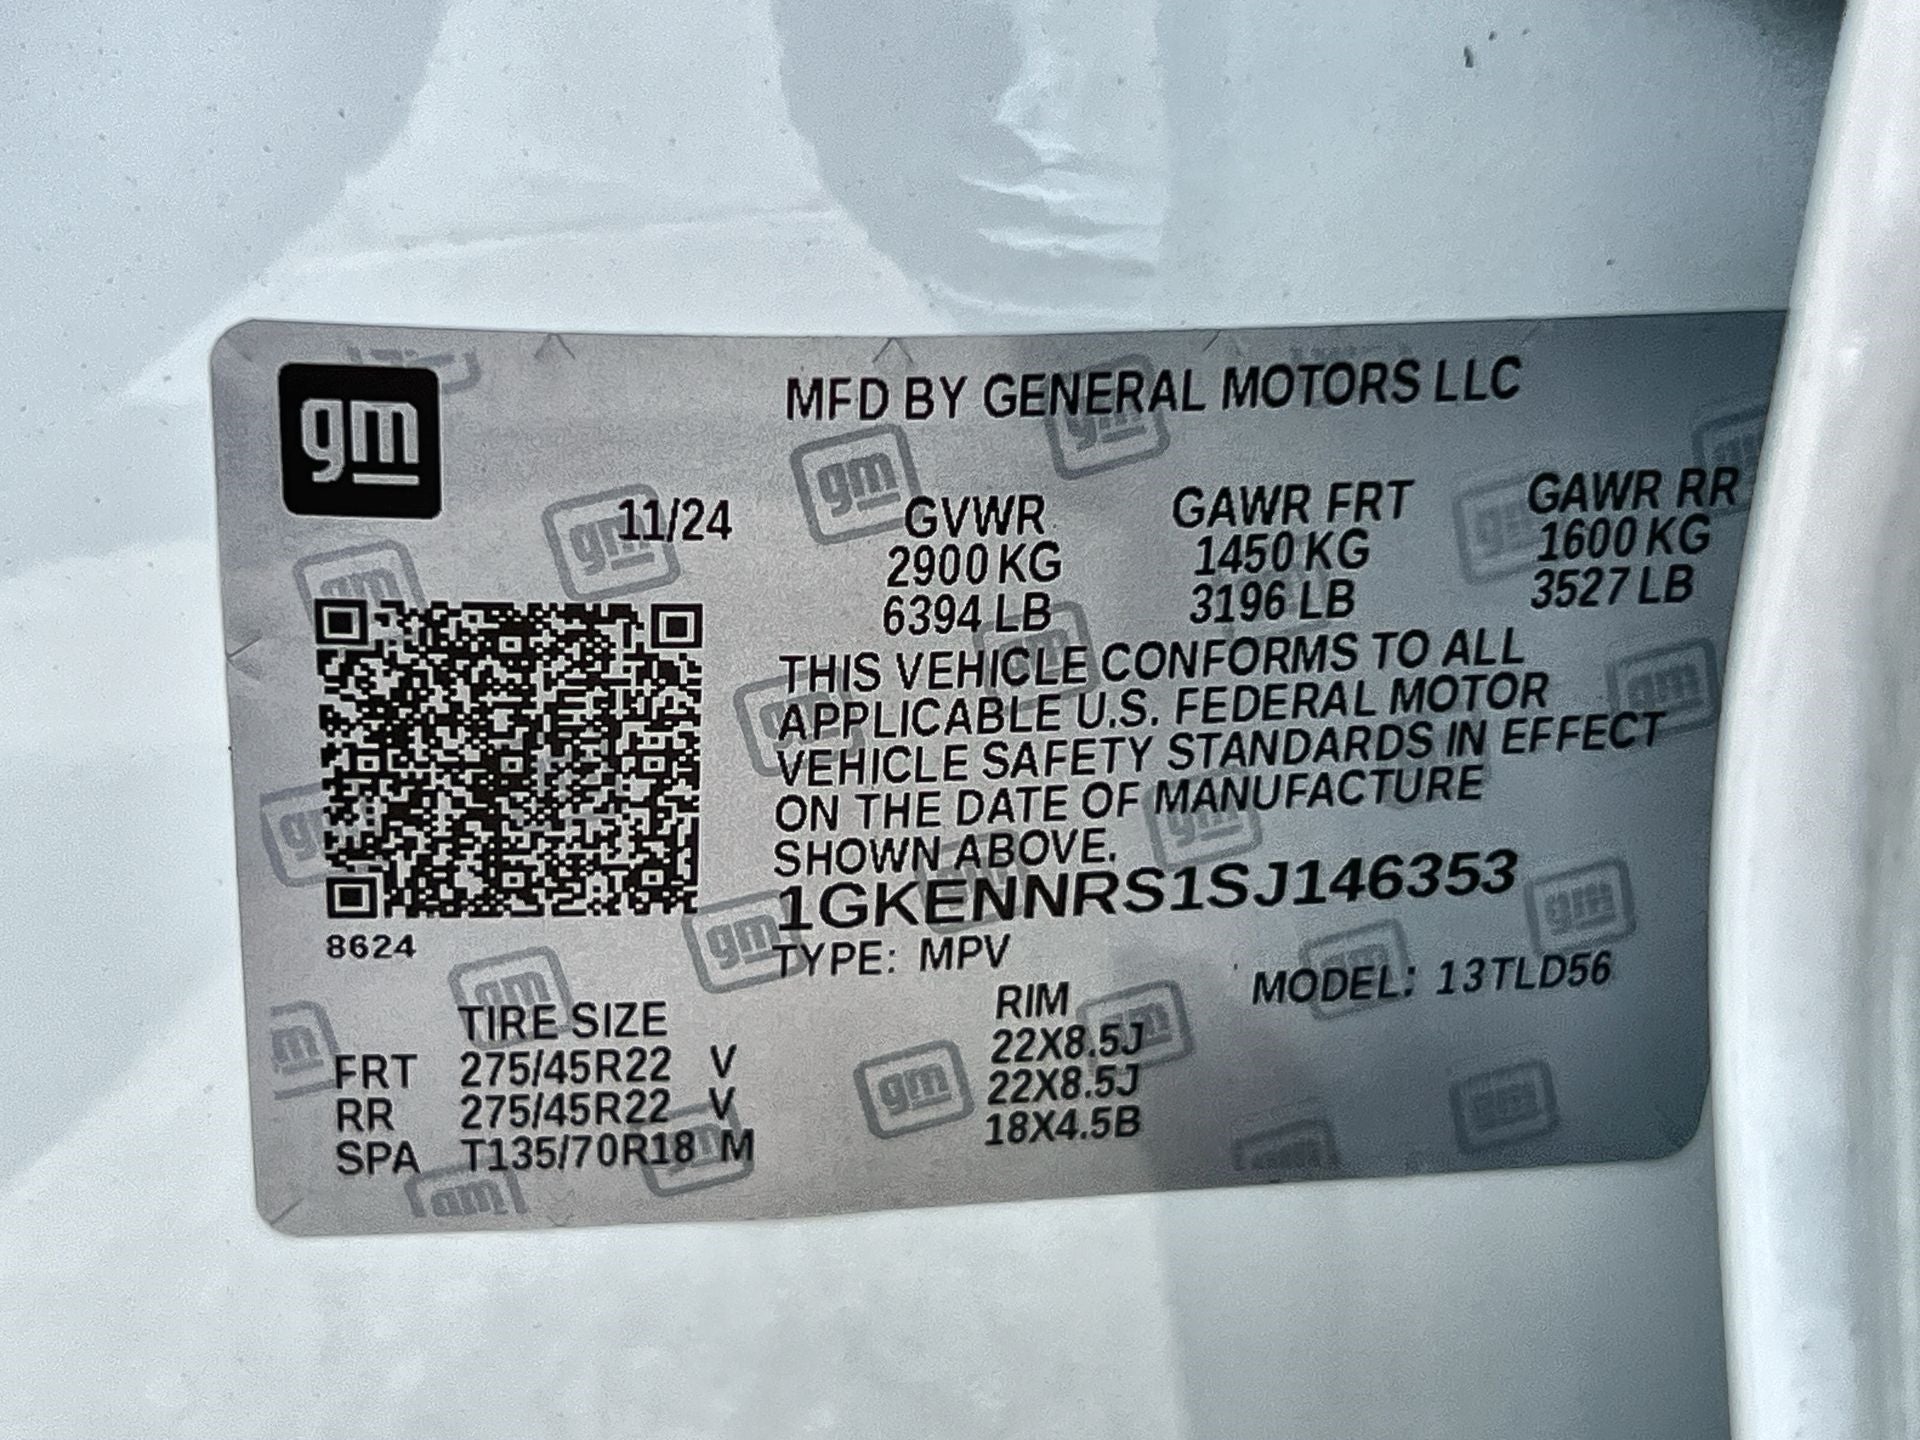 gm
MFD BY GENERAL MOTORS LLC
11/24
GVWR GAWR FRT GAWR RR
2900 KG 1450 KG 1600 KG
6394 LB 3196 LB 3527 LB
THIS VEHICLE CONFORMS TO ALL
APPLICABLE U.S. FEDERAL MOTOR
VEHICLE SAFETY STANDARDS IN EFFECT
ON THE DATE OF MANUFACTURE
SHOWN ABOVE.
1GKENNRS1SJ146353
8624
TYPE: MPV MODEL: 13TLD56
TIRE SIZE RIM
FRT 275/45R22 V 22X8.5J
RR 275/45R22 V 22X8.5J
SPA T135/70R18 M 18X4.5B